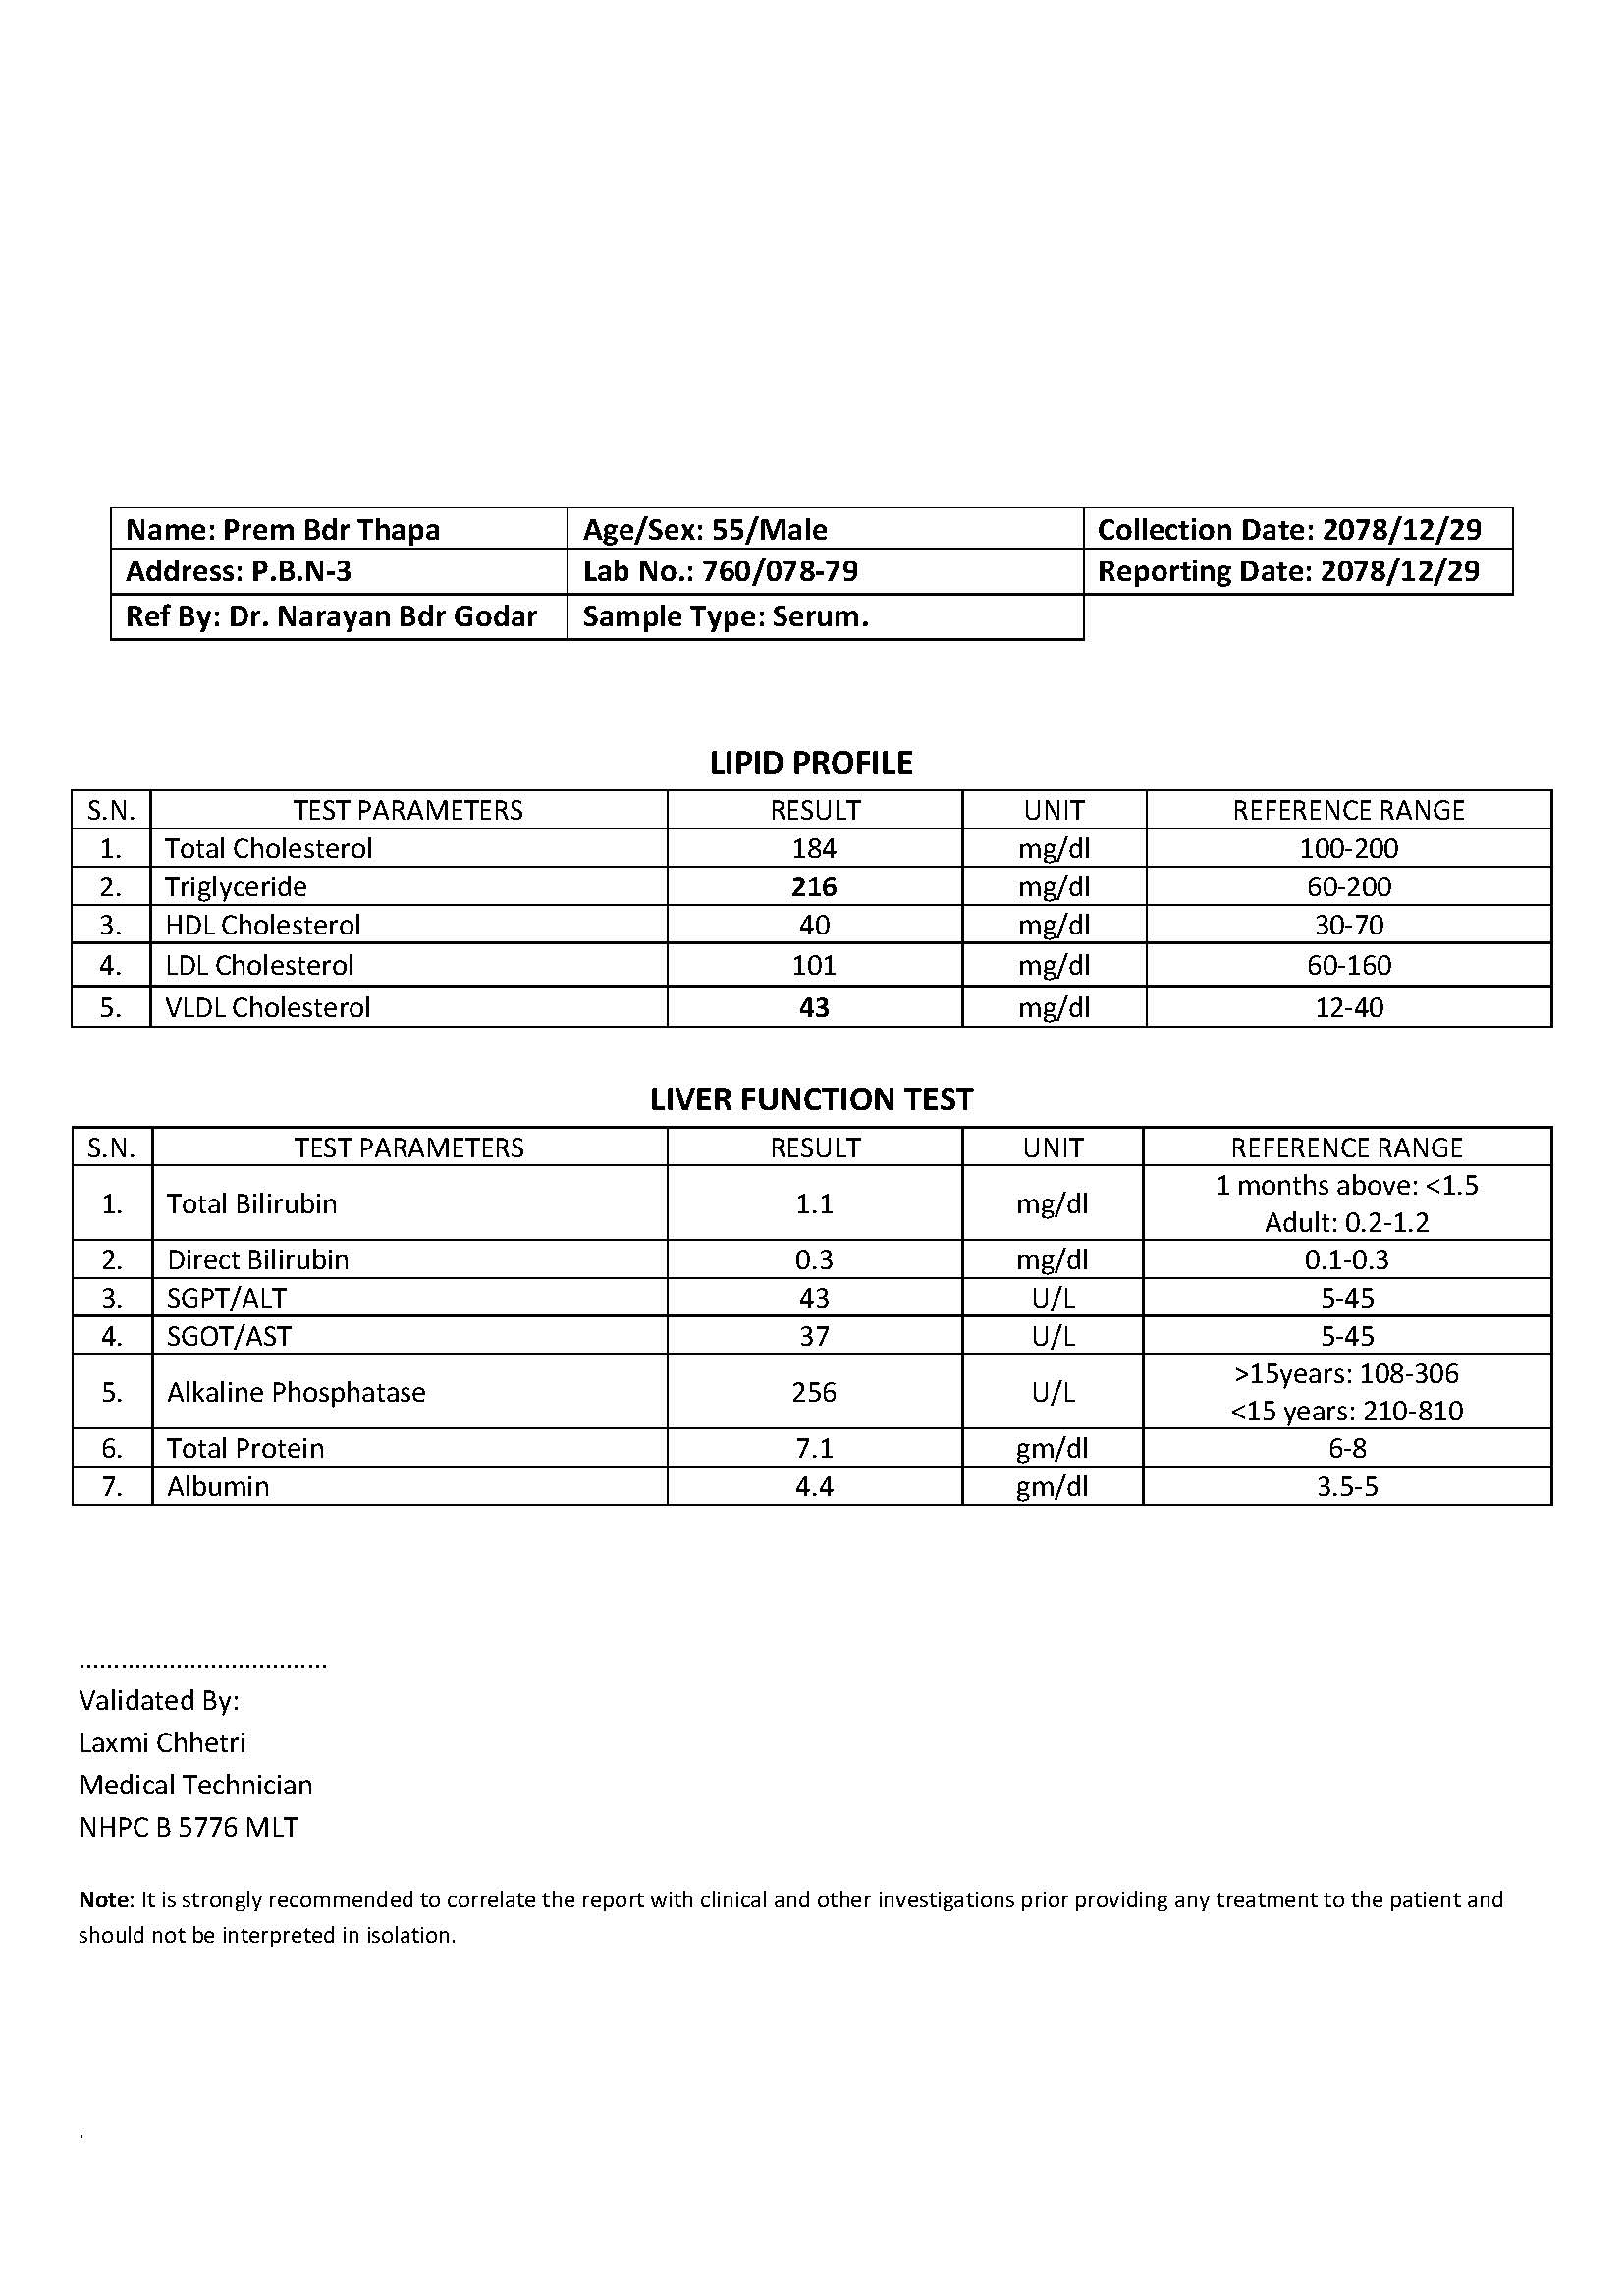 Name: Prem Bdr Thapa Age/Sex: 55/Male Collection Date: 2078/12/29
Address: P.B.N-3 Lab No.: 760/078-79 Reporting Date: 2078/12/29
Ref By: Dr. Narayan Bdr Godar Sample Type: Serum.
LIPID PROFILE
S.N. TEST PARAMETERS RESULT UNIT REFERENCE RANGE
1. Total Cholesterol 184 mg/dl 100-200
2. Triglyceride 216 mg/dl 60-200
3. HDL Cholesterol 40 mg/dl 30-70
4. LDL Cholesterol 101 mg/dl 60-160
5. VLDL Cholesterol 43 mg/dl 12-40
LIVER FUNCTION TEST
S.N. TEST PARAMETERS RESULT UNIT REFERENCE RANGE
1. Total Bilirubin 1.1 mg/dl 1 months above: <1.5
Adult: 0.2-1.2
2. Direct Bilirubin 0.3 mg/dl 0.1-0.3
3. SGPT/ALT 43 U/L 5-45
4. SGOT/AST 37 U/L 5-45
5. Alkaline Phosphatase 256 U/L >15years: 108-306
<15 years: 210-810
6. Total Protein 7.1 gm/dl 6-8
7. Albumin 4.4 gm/dl 3.5-5
....................................
Validated By:
Laxmi Chhetri
Medical Technician
NHPC B 5776 MLT
Note: It is strongly recommended to correlate the report with clinical and other investigations prior providing any treatment to the patient and
should not be interpreted in isolation.
.